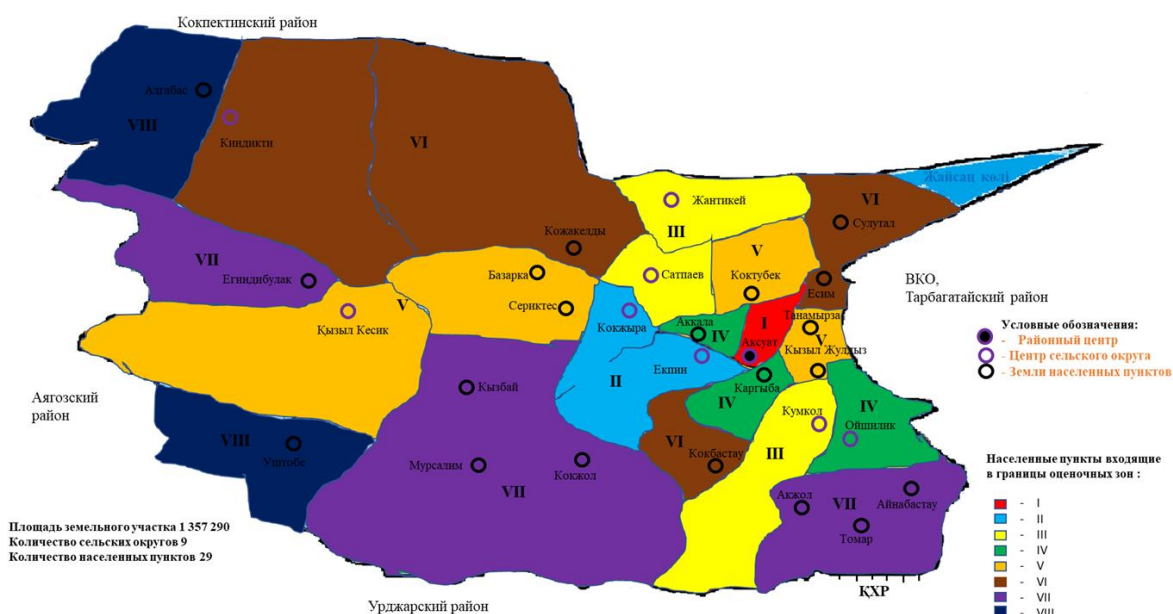 Кокпектинский район
Алгабас
VIII
Киндикти
VI
Жайсаң көлі
Жантикей
III
VI
Сулутал
VII
Егиндибулак
Кожакелды
Базарка
Сериктес
Сатпаев
V
Коктубек
Есим
ВКО,
Тарбагатайский район
V
Қызыл Кесик
Кокжыра
Аккала
IV
I
Аксуат
Танамырза
V
Кызыл Жулдыз
Условные обозначения:
- Районный центр
- Центр сельского округа
- Земли населенных пунктов
Аягозский
район
Кызбай
II
Екпин
Каргыба
IV
Кумкол
IV
Ойшилик
VIII
Уштобе
Мурсалим
VII
Кокжол
VI
Кокбастау
III
Акжол
VII
Айнабастау
Томар
Населенные пункты входящие
в границы оценочных зон :
- I
- II
- III
- IV
- V
- VI
- VII
- VIII
Площадь земельного участка 1 357 290
Количество сельских округов 9
Количество населенных пунктов 29
ҚХР
Урджарский район